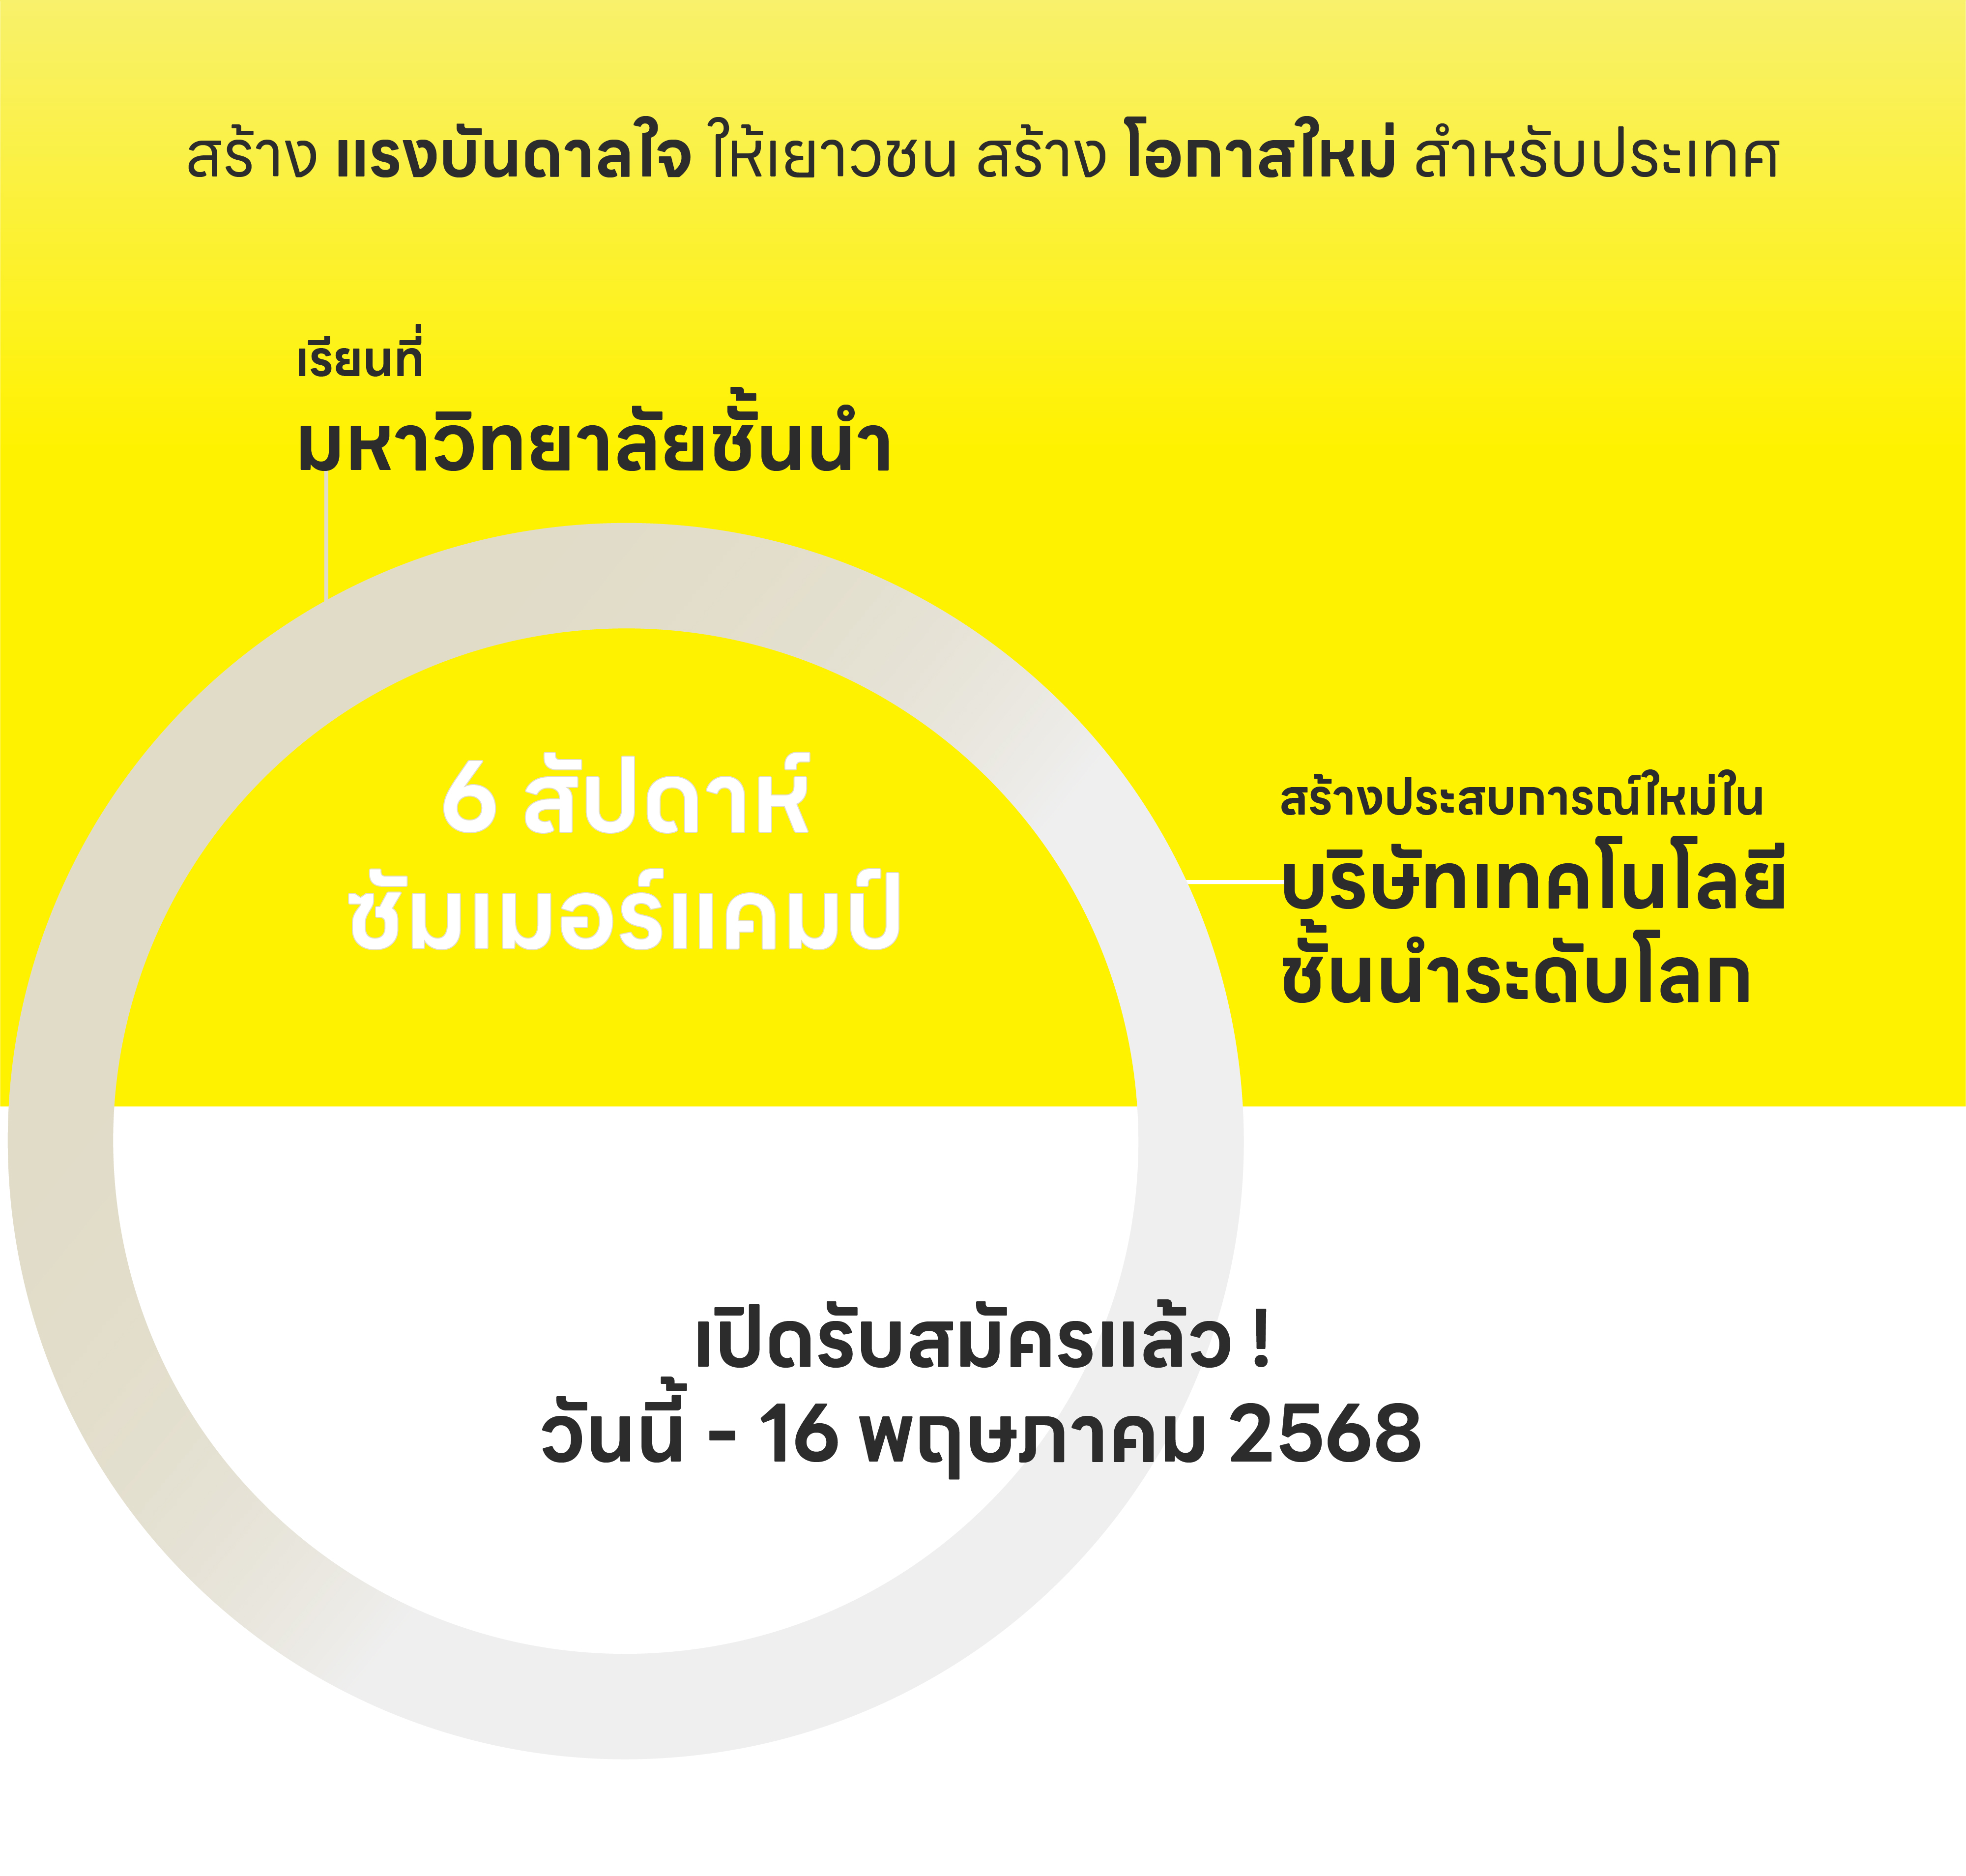 สร้าง แรงบันดาลใจ ให้เยาวชน สร้าง โอกาสใหม่ สำหรับประเทศ
เรียนที่
มหาวิทยาลัยชั้นนำ
6 สัปดาห์
ซัมเมอร์แคมป์
สร้างประสบการณ์ใหม่ใน
บริษัทเทคโนโลยี
ชั้นนำระดับโลก
เปิดรับสมัครแล้ว !
วันนี้ - 16 พฤษภาคม 2568